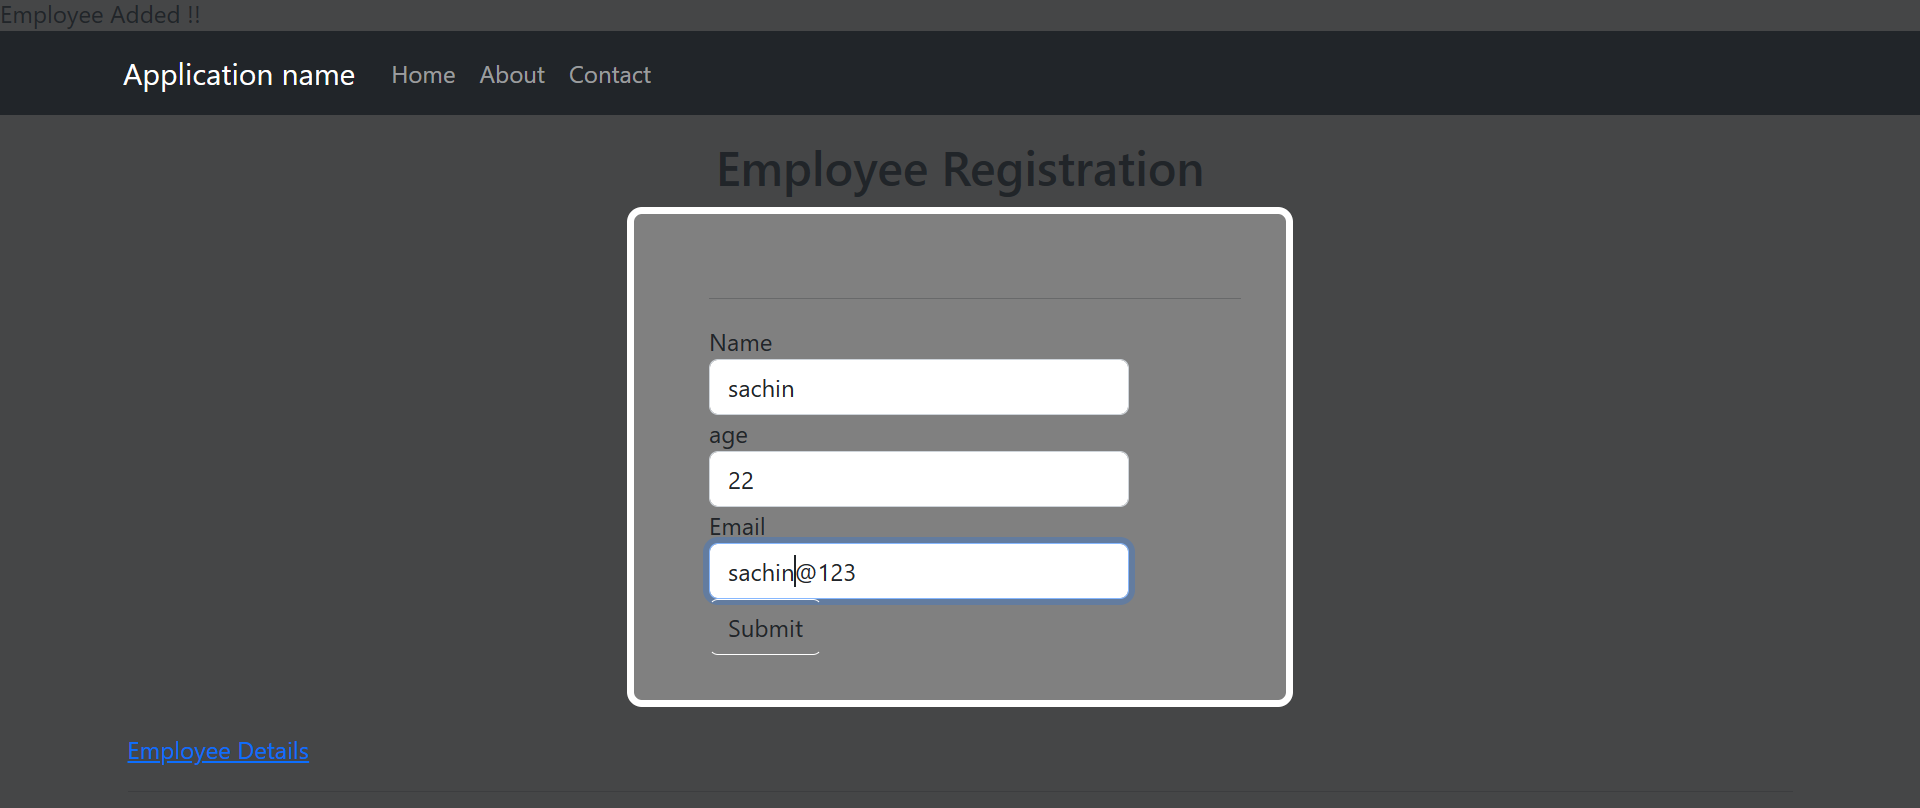 Employee Added !!
Application name Home About Contact
Employee Registration
Name
sachin
age
22
Email
sachin@123
Submit
Employee Details